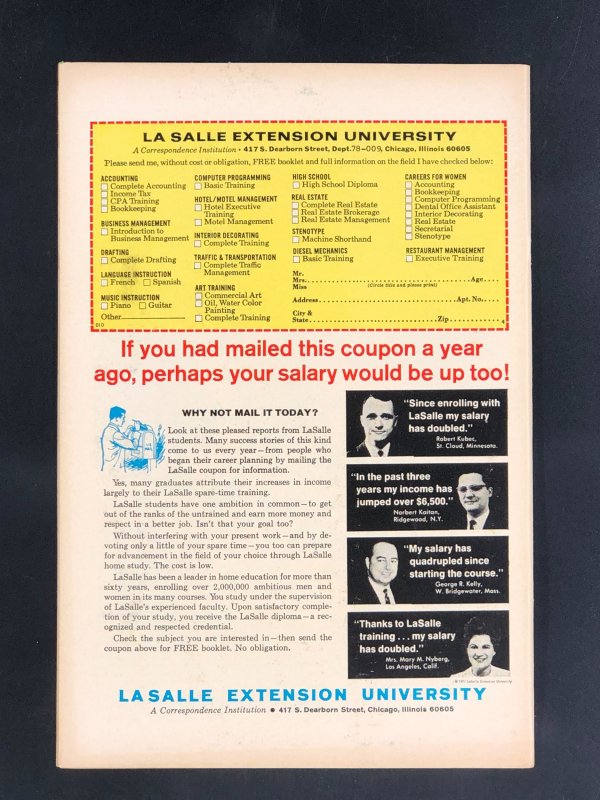 LA SALLE EXTENSION UNIVERSITY
A Correspondence Institution • 417 S. Dearborn Street, Dept. 78-009, Chicago, Illinois 60605
Please send me, without cost or obligation, FREE booklet and full information on the field I have checked below:
ACCOUNTING
Complete Accounting
Income Tax
CPA Training
Bookkeeping
BUSINESS MANAGEMENT
Introduction to
Business Management
DRAFTING
Complete Drafting
LANGUAGE INSTRUCTION
French Spanish
MUSIC INSTRUCTION
Piano Guitar
Other
010
COMPUTER PROGRAMMING
Basic Training
HOTEL/MOTEL MANAGEMENT
Hotel Executive
Training
Motel Management
INTERIOR DECORATING
Complete Training
TRAFFIC & TRANSPORTATION
Complete Traffic
Management
ART TRAINING
Commercial Art
Oil, Water Color
Painting
Complete Training
HIGH SCHOOL
High School Diploma
REAL ESTATE
Complete Real Estate
Real Estate Brokerage
Real Estate Management
STENOTYPE
Machine Shorthand
DIESEL MECHANICS
Basic Training
CAREERS FOR WOMEN
Accounting
Bookkeeping
Computer Programming
Dental Office Assistant
Interior Decorating
Real Estate
Secretarial
Stenotype
RESTAURANT MANAGEMENT
Executive Training
Mr.
Mrs. Age
Miss (Circle title and please print)
Address Apt. No.
City &
State Zip
If you had mailed this coupon a year
ago, perhaps your salary would be up too!
WHY NOT MAIL IT TODAY?
Look at these pleased reports from LaSalle
students. Many success stories of this kind
come to us every year—from people who
began their career planning by mailing the
LaSalle coupon for information.
Yes, many graduates attribute their increases in income
largely to their LaSalle spare-time training.
LaSalle students have one ambition in common—to get
out of the ranks of the untrained and earn more money and
respect in a better job. Isn't that your goal too?
Without interfering with your present work—and by de-
voting only a little of your spare time—you too can prepare
for advancement in the field of your choice through LaSalle
home study. The cost is low.
LaSalle has been a leader in home education for more than
sixty years, enrolling over 2,000,000 ambitious men and
women in its many courses. You study under the supervision
of LaSalle's experienced faculty. Upon satisfactory comple-
tion of your study, you receive the LaSalle diploma—a rec-
ognized and respected credential.
Check the subject you are interested in—then send the
coupon above for FREE booklet. No obligation.
"Since enrolling with
LaSalle my salary
has doubled."
Robert Kubec,
St. Cloud, Minnesota.
"In the past three
years my income has
jumped over $6,500."
Norbert Kaitan,
Ridgewood, N.Y.
"My salary has
quadrupled since
starting the course."
George R. Kelly,
W. Bridgewater, Mass.
"Thanks to LaSalle
training . . . my salary
has doubled."
Mrs. Mary M. Nyberg,
Los Angeles, Calif.
LASALLE EXTENSION UNIVERSITY
A Correspondence Institution • 417 S. Dearborn Street, Chicago, Illinois 60605